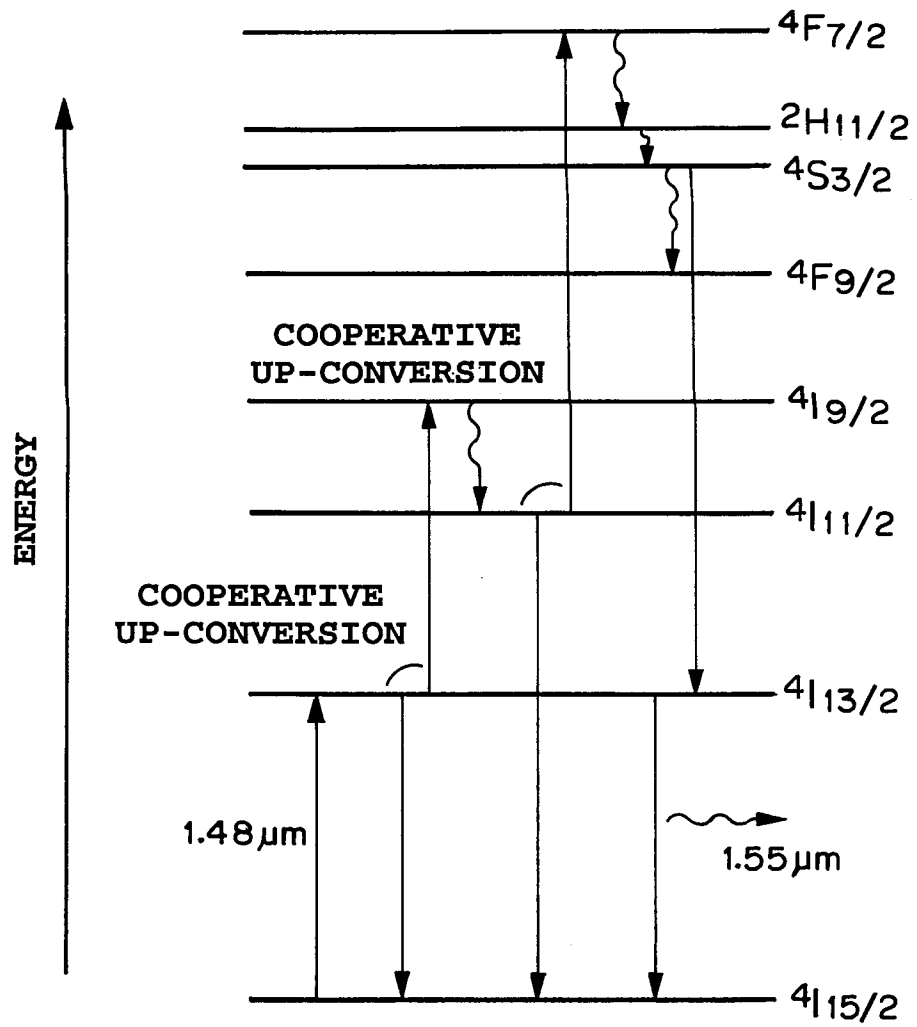 4F7/2
2H11/2
4S3/2
4F9/2
COOPERATIVE
UP-CONVERSION
4I9/2
ENERGY
4I11/2
COOPERATIVE
UP-CONVERSION
4I13/2
1.48μm
1.55μm
4I15/2